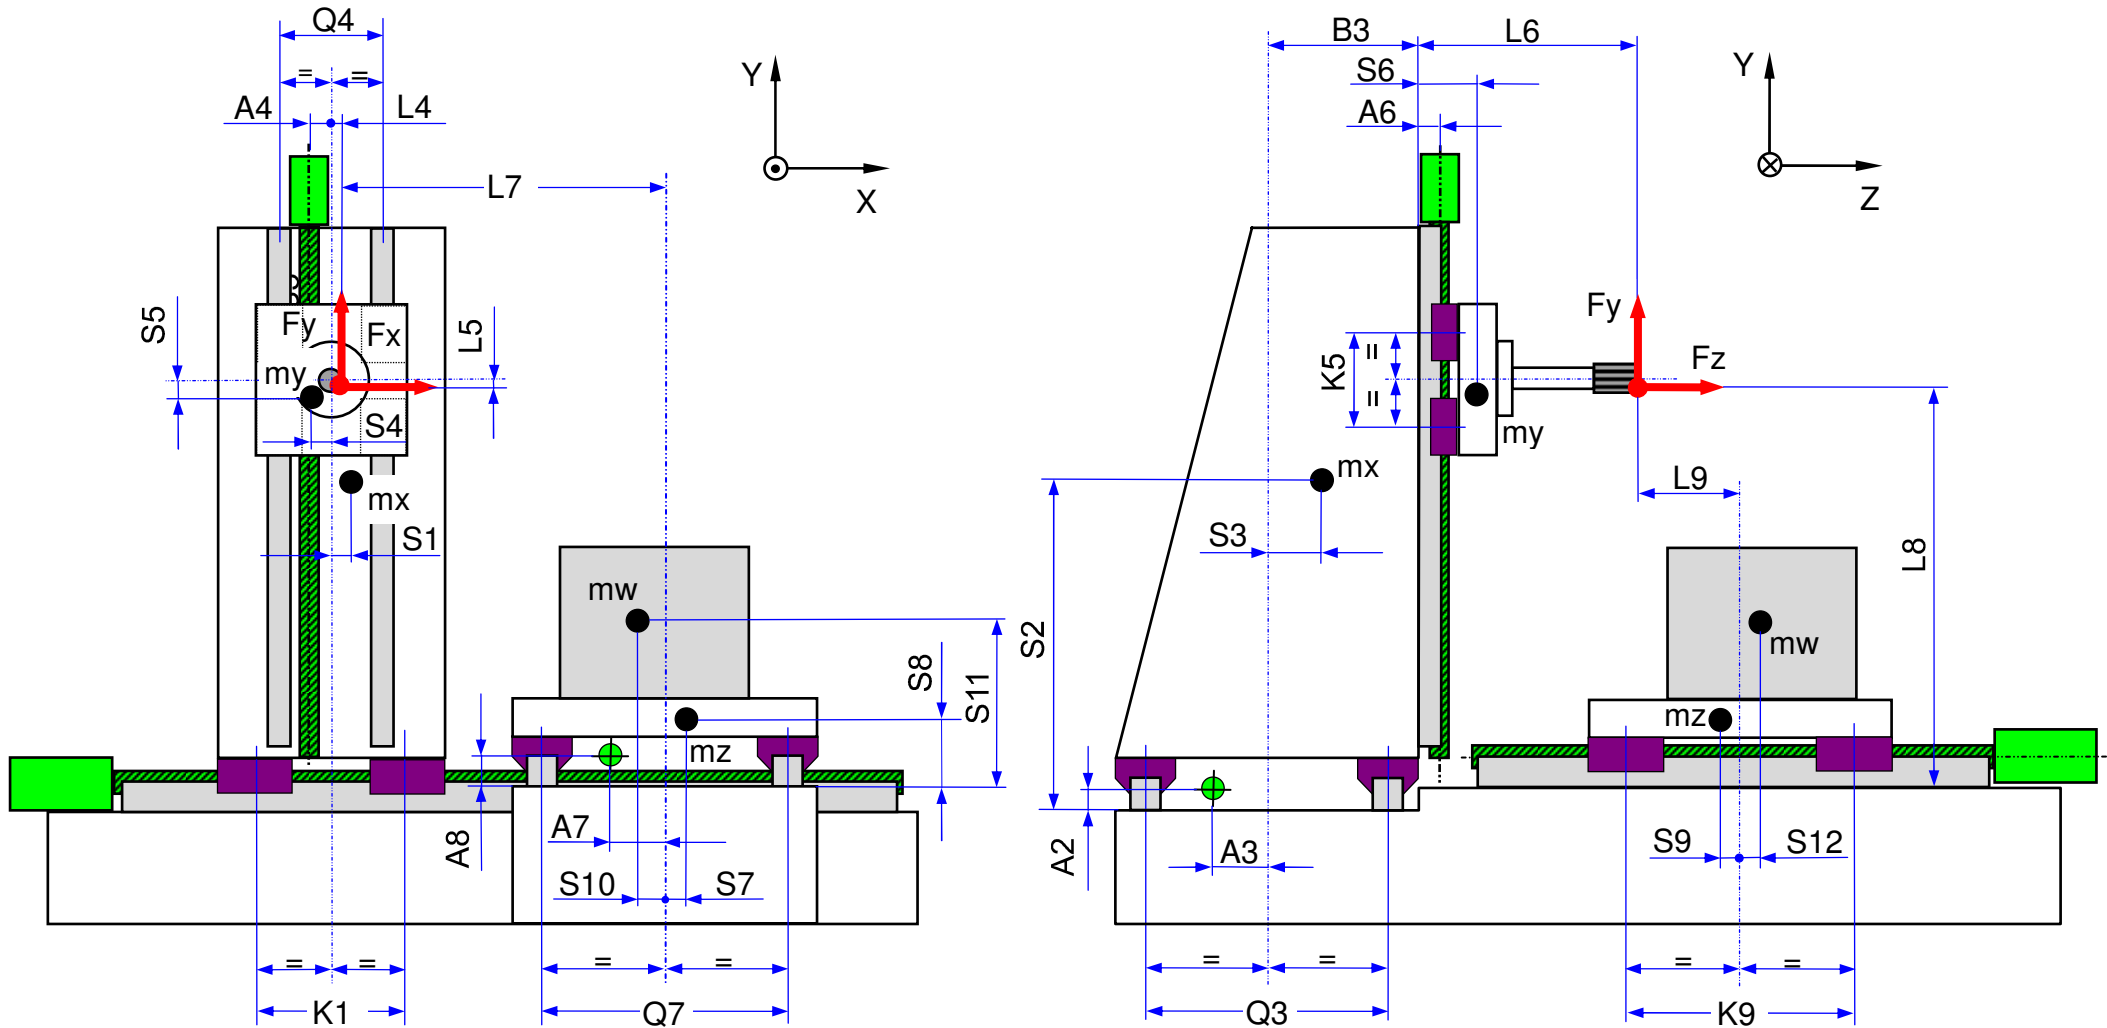 Q4
=
=
A4
L4
L7
Y
X
S5
L5
Fy
Fx
my
S4
mx
S1
mw
mz
S8
S11
A8
A7
S10
S7
=
=
=
=
K1
Q7
B3
L6
S6
A6
Y
Z
Fy
Fz
K5
=
=
my
mx
L9
S3
S2
L8
mw
mz
A2
A3
S9
S12
=
=
=
=
Q3
K9